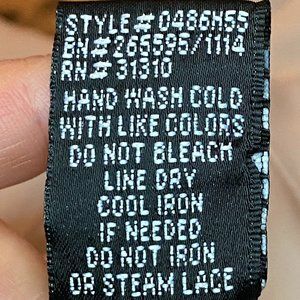 STYLE# 0486H55
BN# 265595/1114
RN# 31310
HAND WASH COLD
WITH LIKE COLORS
DO NOT BLEACH
LINE DRY
COOL IRON
IF NEEDED
DO NOT IRON
OR STEAM LACE